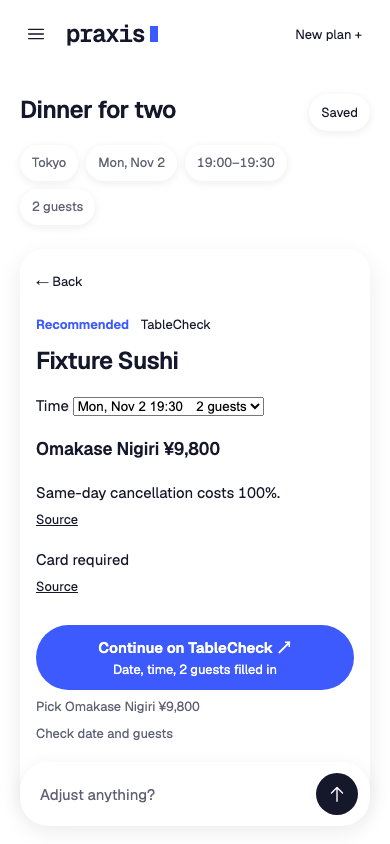 praxis
New plan +
Dinner for two
Saved
Tokyo
Mon, Nov 2
19:00–19:30
2 guests
← Back
Recommended TableCheck
Fixture Sushi
Time Mon, Nov 2 19:30 2 guests
Omakase Nigiri ¥9,800
Same-day cancellation costs 100%.
Source
Card required
Source
Continue on TableCheck ↗
Date, time, 2 guests filled in
Pick Omakase Nigiri ¥9,800
Check date and guests
Adjust anything?